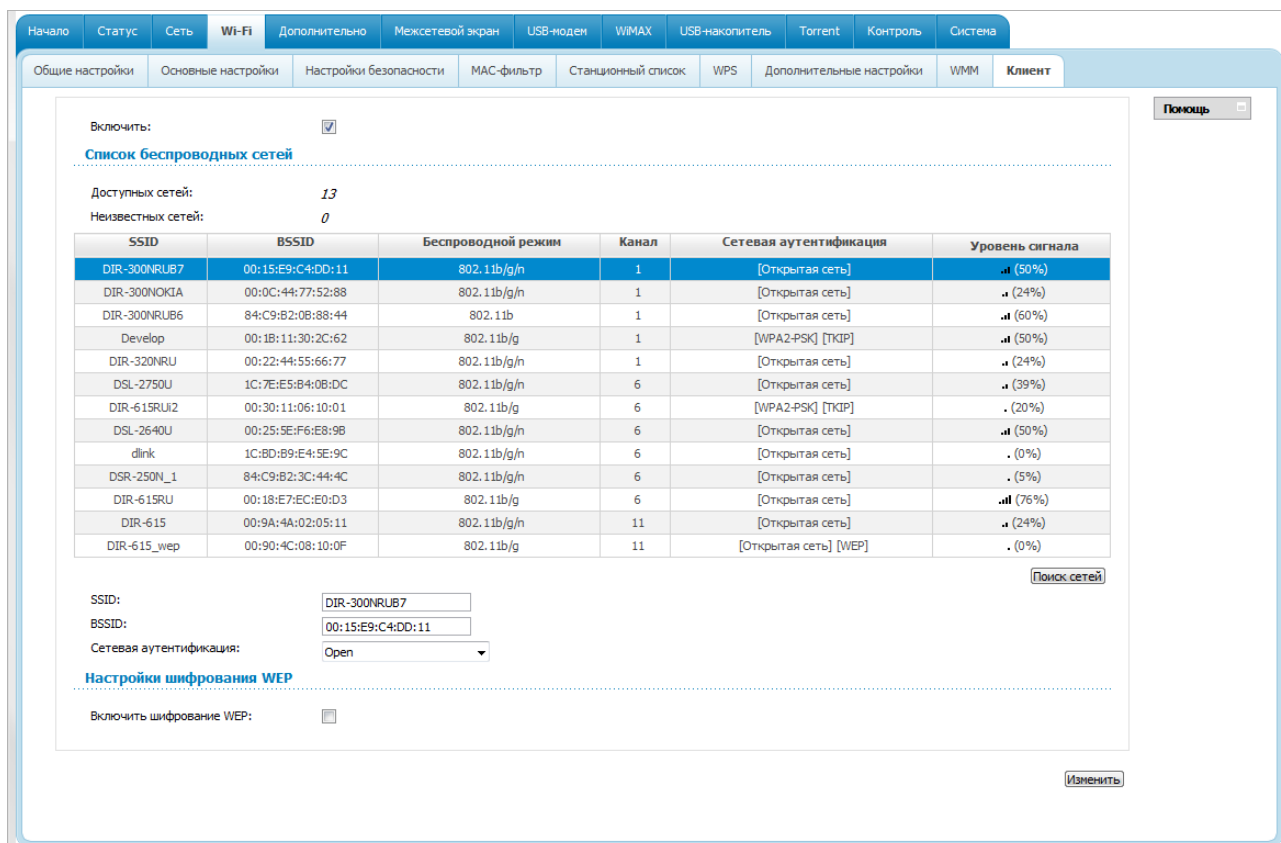 Начало Статус Сеть Wi-Fi Дополнительно Межсетевой экран USB-модем WiMAX USB-накопитель Torrent Контроль Система
Общие настройки Основные настройки Настройки безопасности MAC-фильтр Станционный список WPS Дополнительные настройки WMM Клиент
Помощь
Включить:
Список беспроводных сетей
Доступных сетей: 13
Неизвестных сетей: 0
SSID BSSID Беспроводной режим Канал Сетевая аутентификация Уровень сигнала
DIR-300NRUB7 00:15:E9:C4:DD:11 802.11b/g/n 1 [Открытая сеть] (50%)
DIR-300NOKIA 00:0C:44:77:52:88 802.11b/g/n 1 [Открытая сеть] (24%)
DIR-300NRUB6 84:C9:B2:0B:88:44 802.11b 1 [Открытая сеть] (60%)
Develop 00:1B:11:30:2C:62 802.11b/g 1 [WPA2-PSK] [TKIP] (50%)
DIR-320NRU 00:22:44:55:66:77 802.11b/g/n 1 [Открытая сеть] (24%)
DSL-2750U 1C:7E:E5:B4:0B:DC 802.11b/g/n 6 [Открытая сеть] (39%)
DIR-615RUi2 00:30:11:06:10:01 802.11b/g 6 [WPA2-PSK] [TKIP] (20%)
DSL-2640U 00:25:5E:F6:E8:9B 802.11b/g/n 6 [Открытая сеть] (50%)
dlink 1C:BD:B9:E4:5E:9C 802.11b/g/n 6 [Открытая сеть] (0%)
DSR-250N_1 84:C9:B2:3C:44:4C 802.11b/g/n 6 [Открытая сеть] (5%)
DIR-615RU 00:18:E7:EC:E0:D3 802.11b/g 6 [Открытая сеть] (76%)
DIR-615 00:9A:4A:02:05:11 802.11b/g/n 11 [Открытая сеть] (24%)
DIR-615_wep 00:90:4C:08:10:0F 802.11b/g 11 [Открытая сеть] [WEP] (0%)
Поиск сетей
SSID: DIR-300NRUB7
BSSID: 00:15:E9:C4:DD:11
Сетевая аутентификация: Open
Настройки шифрования WEP
Включить шифрование WEP:
Изменить